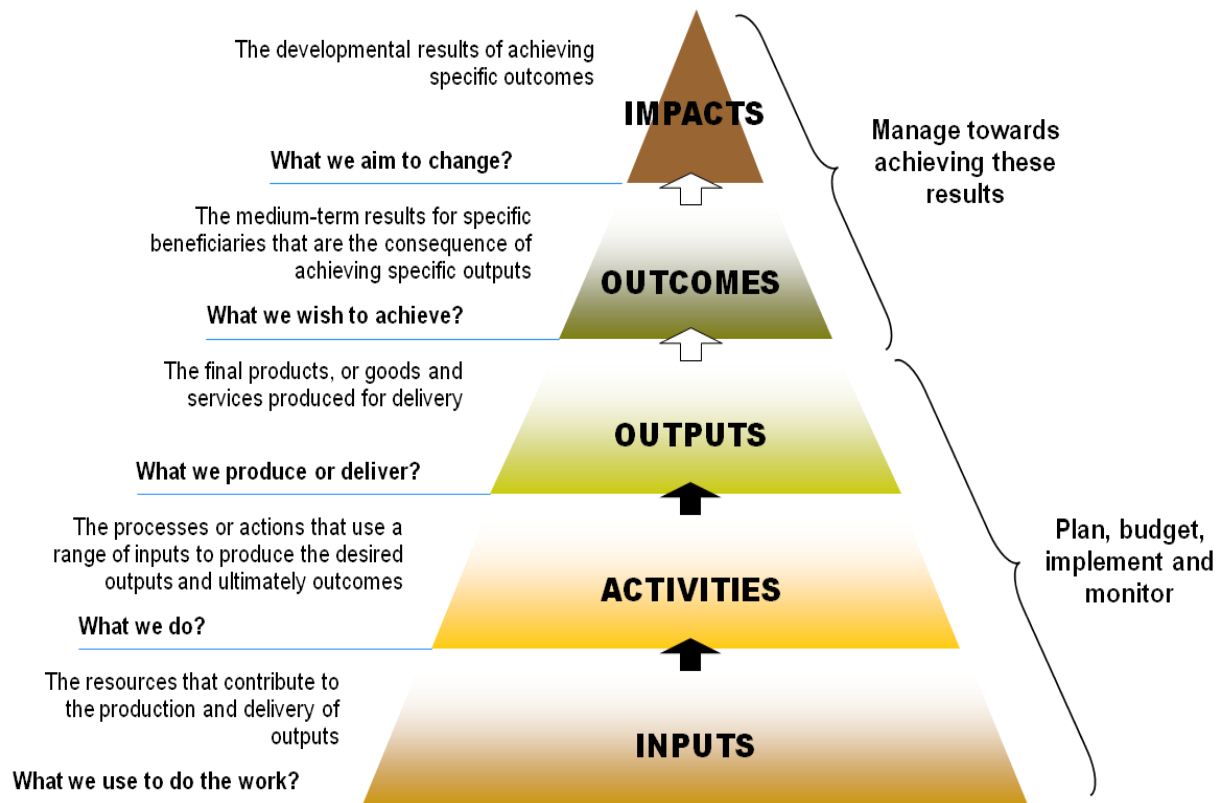 The developmental results of achieving
specific outcomes
IMPACTS
What we aim to change?
Manage towards
achieving these
results
The medium-term results for specific
beneficiaries that are the consequence of
achieving specific outputs
OUTCOMES
What we wish to achieve?
The final products, or goods and
services produced for delivery
OUTPUTS
What we produce or deliver?
The processes or actions that use a
range of inputs to produce the desired
outputs and ultimately outcomes
ACTIVITIES
What we do?
Plan, budget,
implement and
monitor
The resources that contribute to
the production and delivery of
outputs
INPUTS
What we use to do the work?